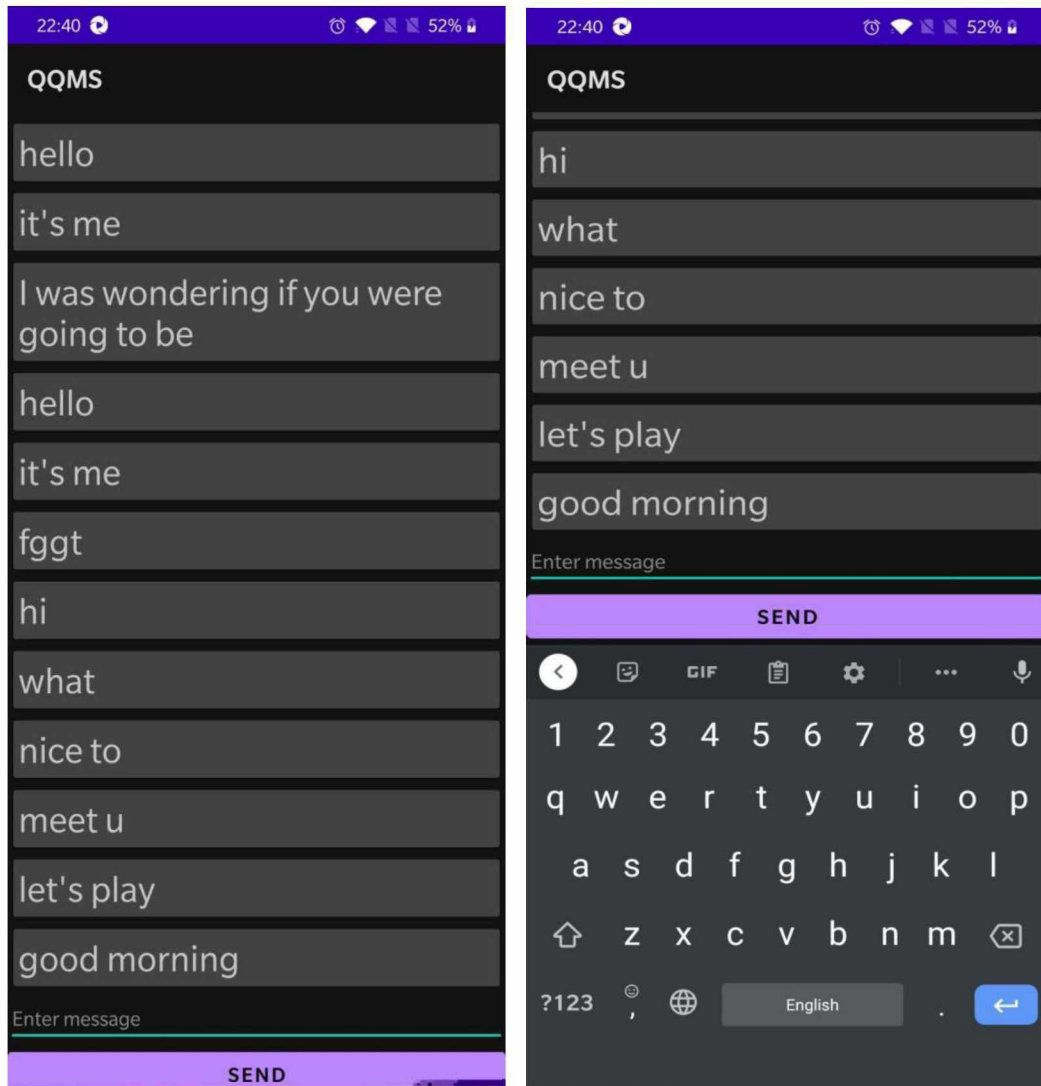 22:40
52%
QQMS
hello
it's me
I was wondering if you were
going to be
hello
it's me
fggt
hi
what
nice to
meet u
let's play
good morning
Enter message
SEND
22:40
52%
QQMS
hi
what
nice to
meet u
let's play
good morning
Enter message
SEND
GIF
1 2 3 4 5 6 7 8 9 0
q w e r t y u i o p
a s d f g h j k l
z x c v b n m
?123 , English .